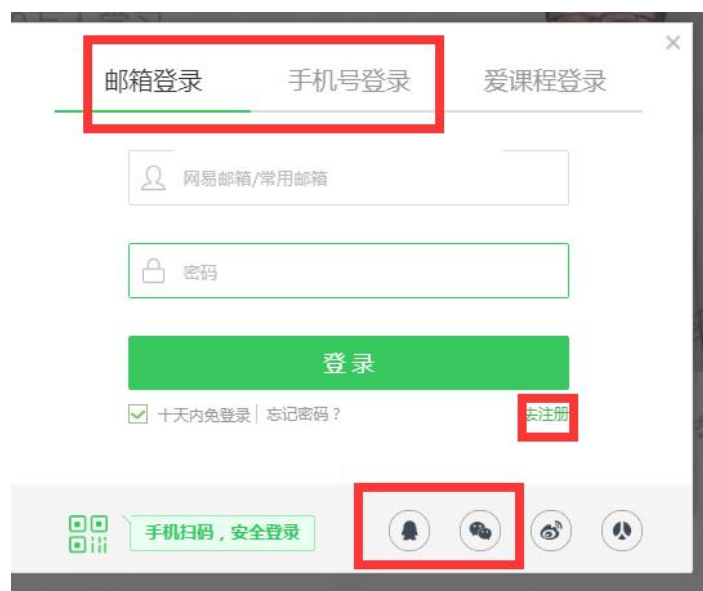 邮箱登录
手机号登录
爱课程登录
网易邮箱/常用邮箱
密码
登录
十天内免登录
忘记密码？
去注册
手机扫码，安全登录